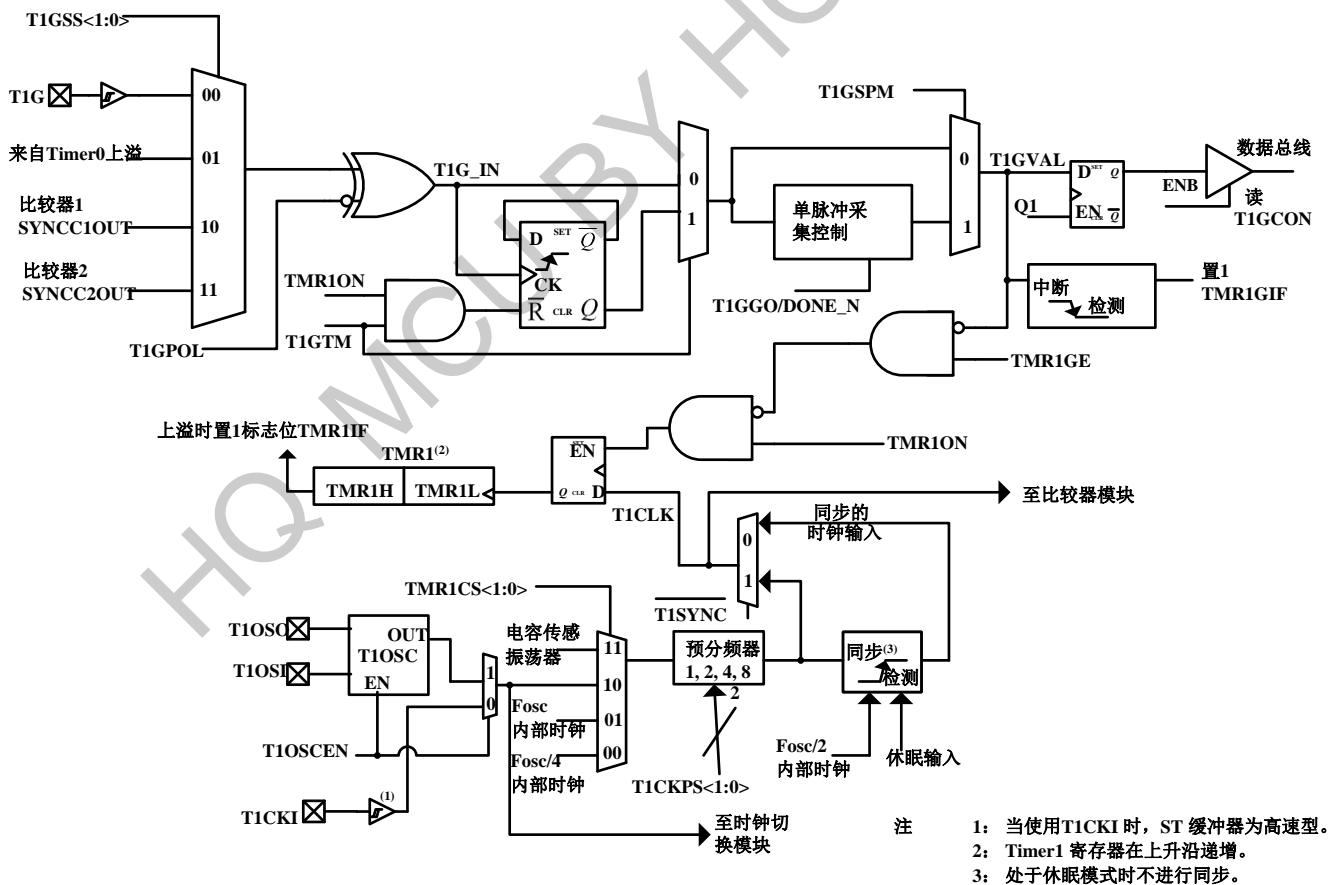 T1GSS<1:0>
T1G
00
来自Timer0上溢
01
比较器1
SYNCC1OUT
10
比较器2
SYNCC2OUT
11
T1GPOL
T1G_IN
TMR1ON
T1GTM
D SET Q
CK
R CLR Q
0
1
T1GSPM
单脉冲采
集控制
T1GGO/DONE_N
0
1
T1GVAL
D SET Q
Q1
EN CLR Q
ENB
数据总线
读
T1GCON
中断
检测
置1
TMR1GIF
TMR1GE
TMR1ON
上溢时置1标志位TMR1IF
TMR1(2)
TMR1H
TMR1L
SET
EN
Q CLR D
T1CLK
至比较器模块
同步的
时钟输入
0
1
T1SYNC
TMR1CS<1:0>
T1OSO
T1OSI
OUT
T1OSC
EN
1
0
T1OSCEN
T1CKI
(1)
电容传感
振荡器
11
10
Fosc
内部时钟
01
Fosc/4
内部时钟
00
预分频器
1, 2, 4, 8
2
T1CKPS<1:0>
同步(3)
检测
Fosc/2
内部时钟
休眠输入
至时钟切
换模块
注 1: 当使用T1CKI 时，ST 缓冲器为高速型。
2: Timer1 寄存器在上升沿递增。
3: 处于休眠模式时不进行同步。
HQ MCU BY HQ